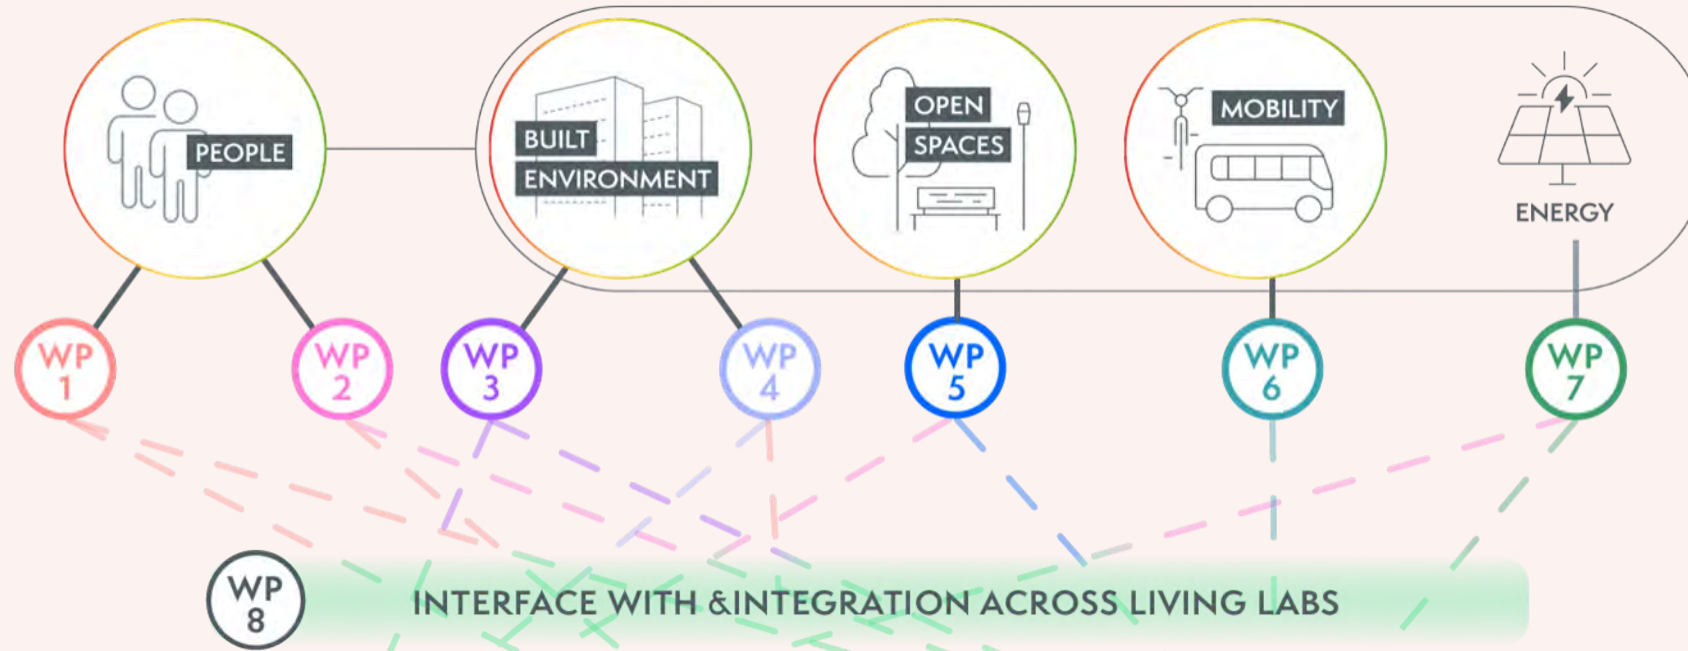 PEOPLE
BUILT
ENVIRONMENT
OPEN
SPACES
MOBILITY
ENERGY
WP
1
WP
2
WP
3
WP
4
WP
5
WP
6
WP
7
WP
8
INTERFACE WITH &INTEGRATION ACROSS LIVING LABS